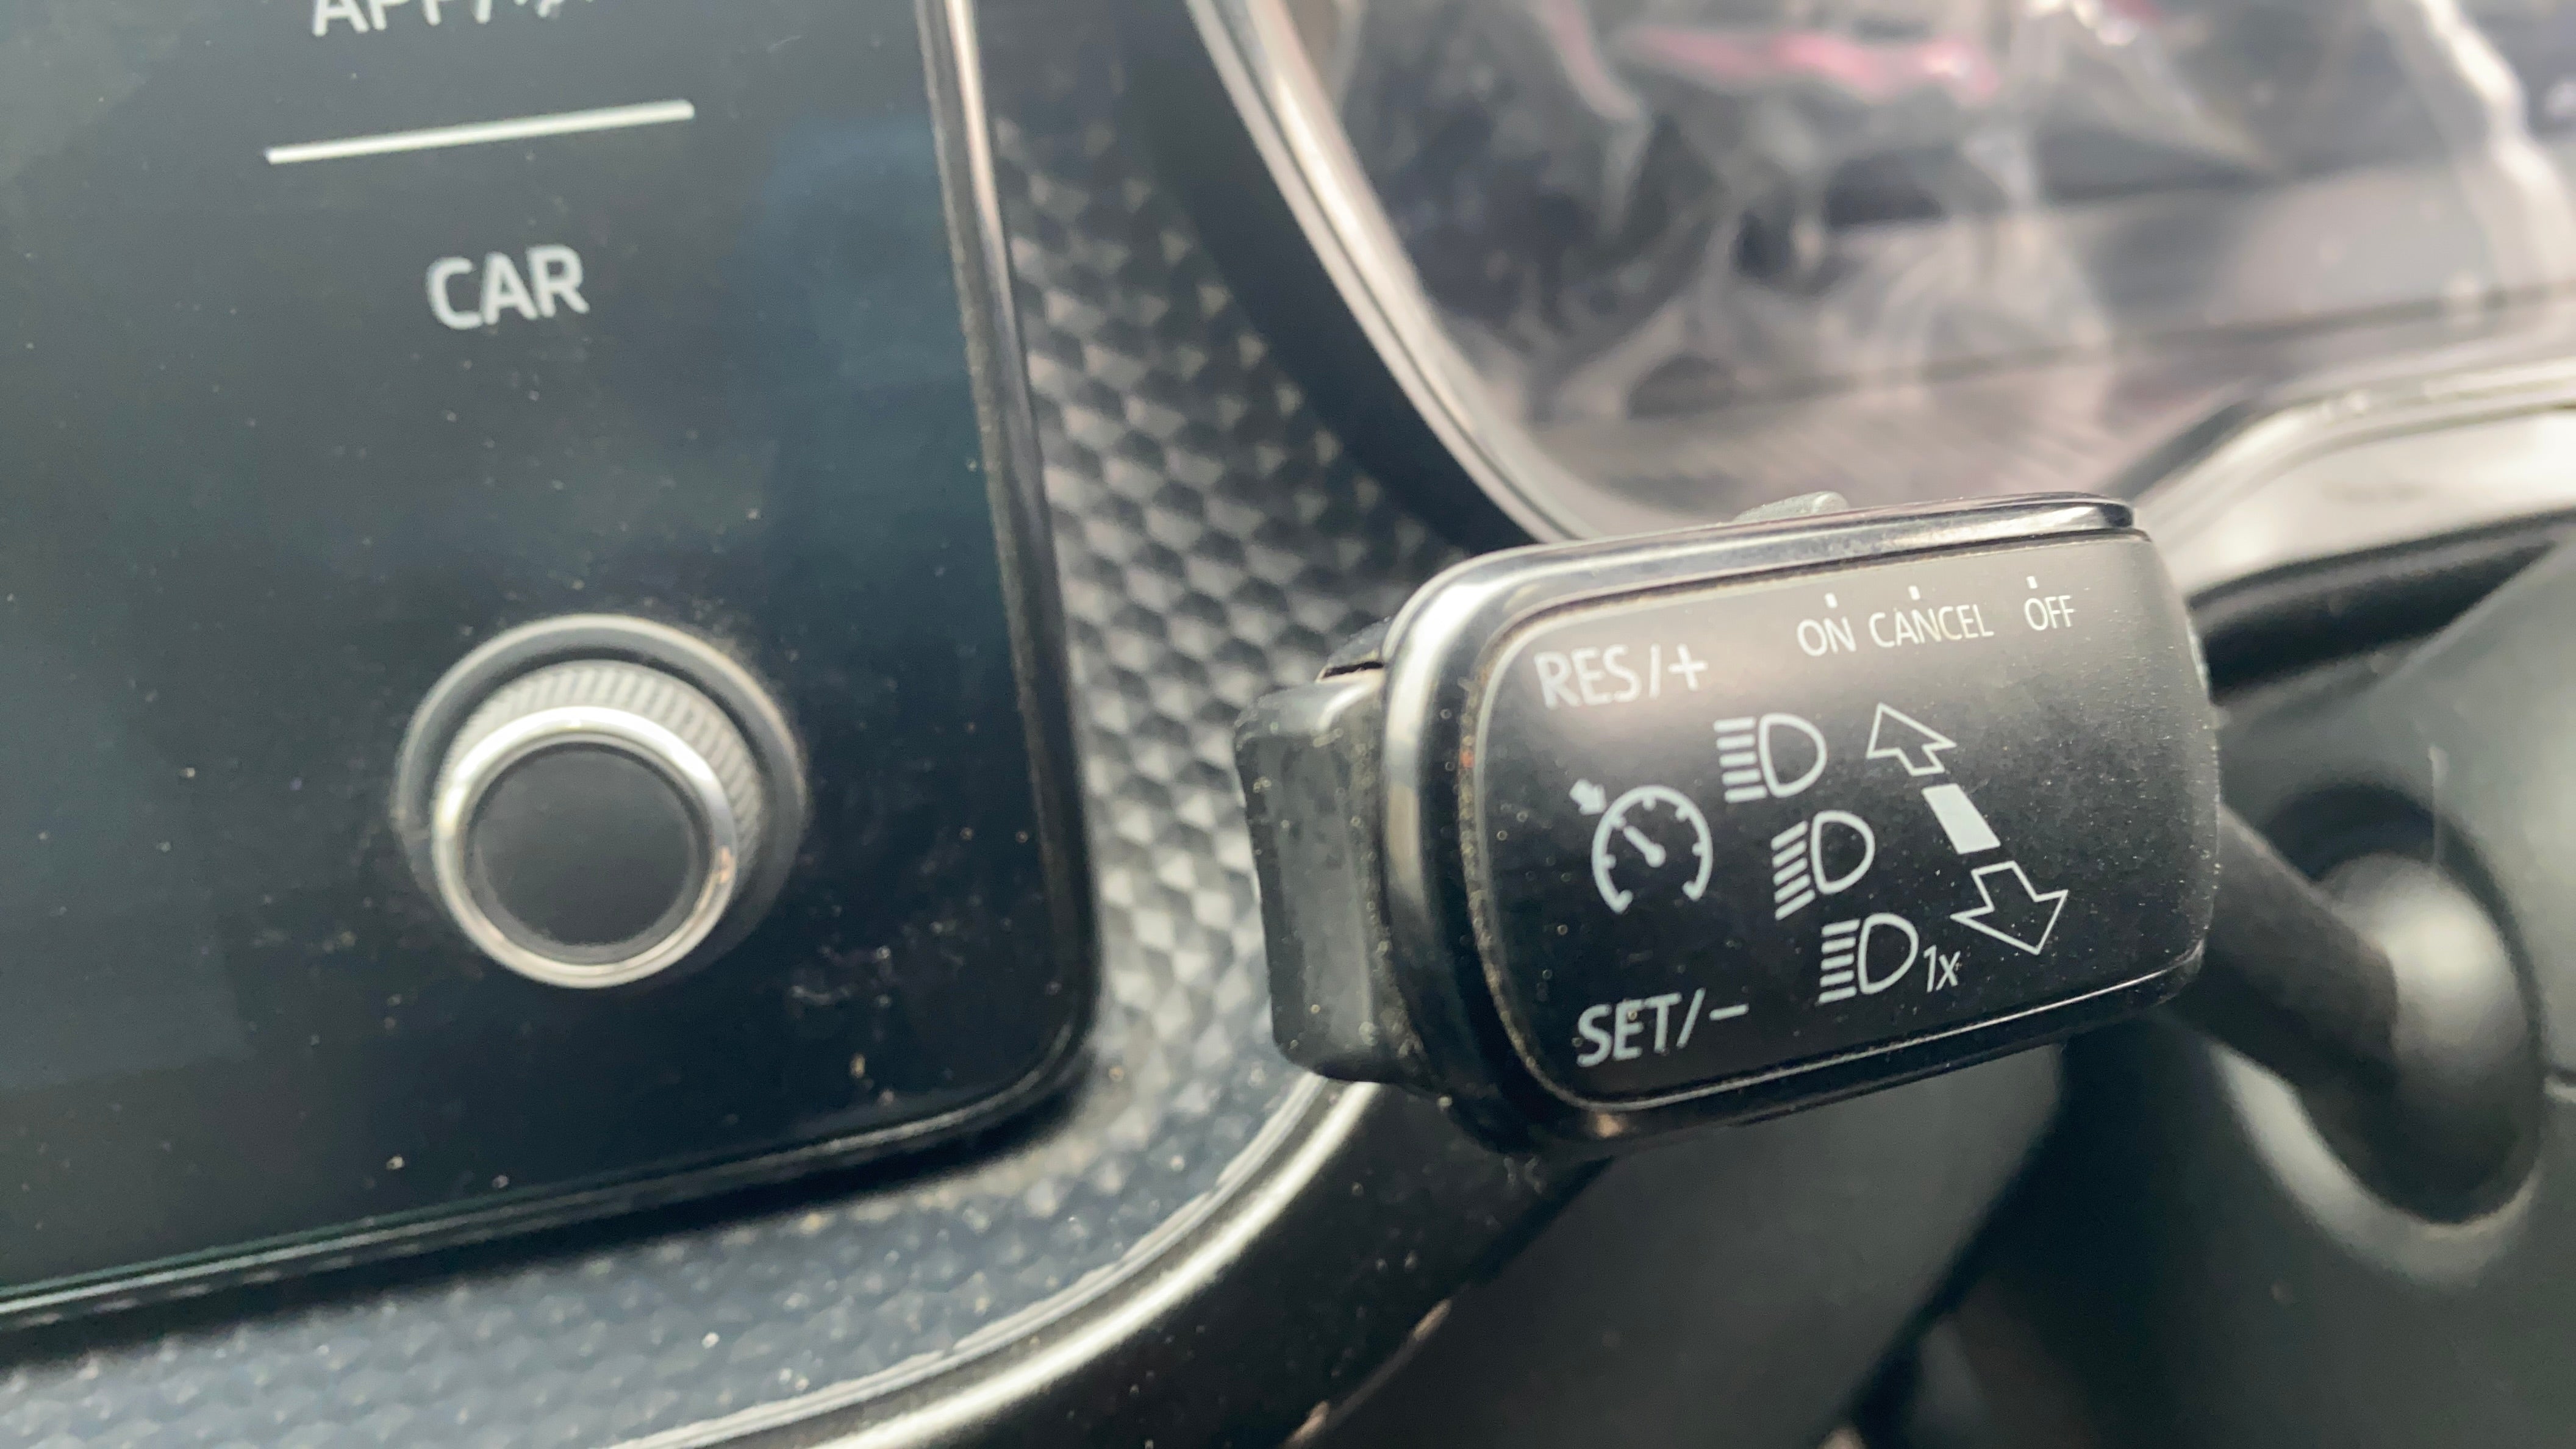 CAR
ON CANCEL OFF
RES/+
1x
SET/-